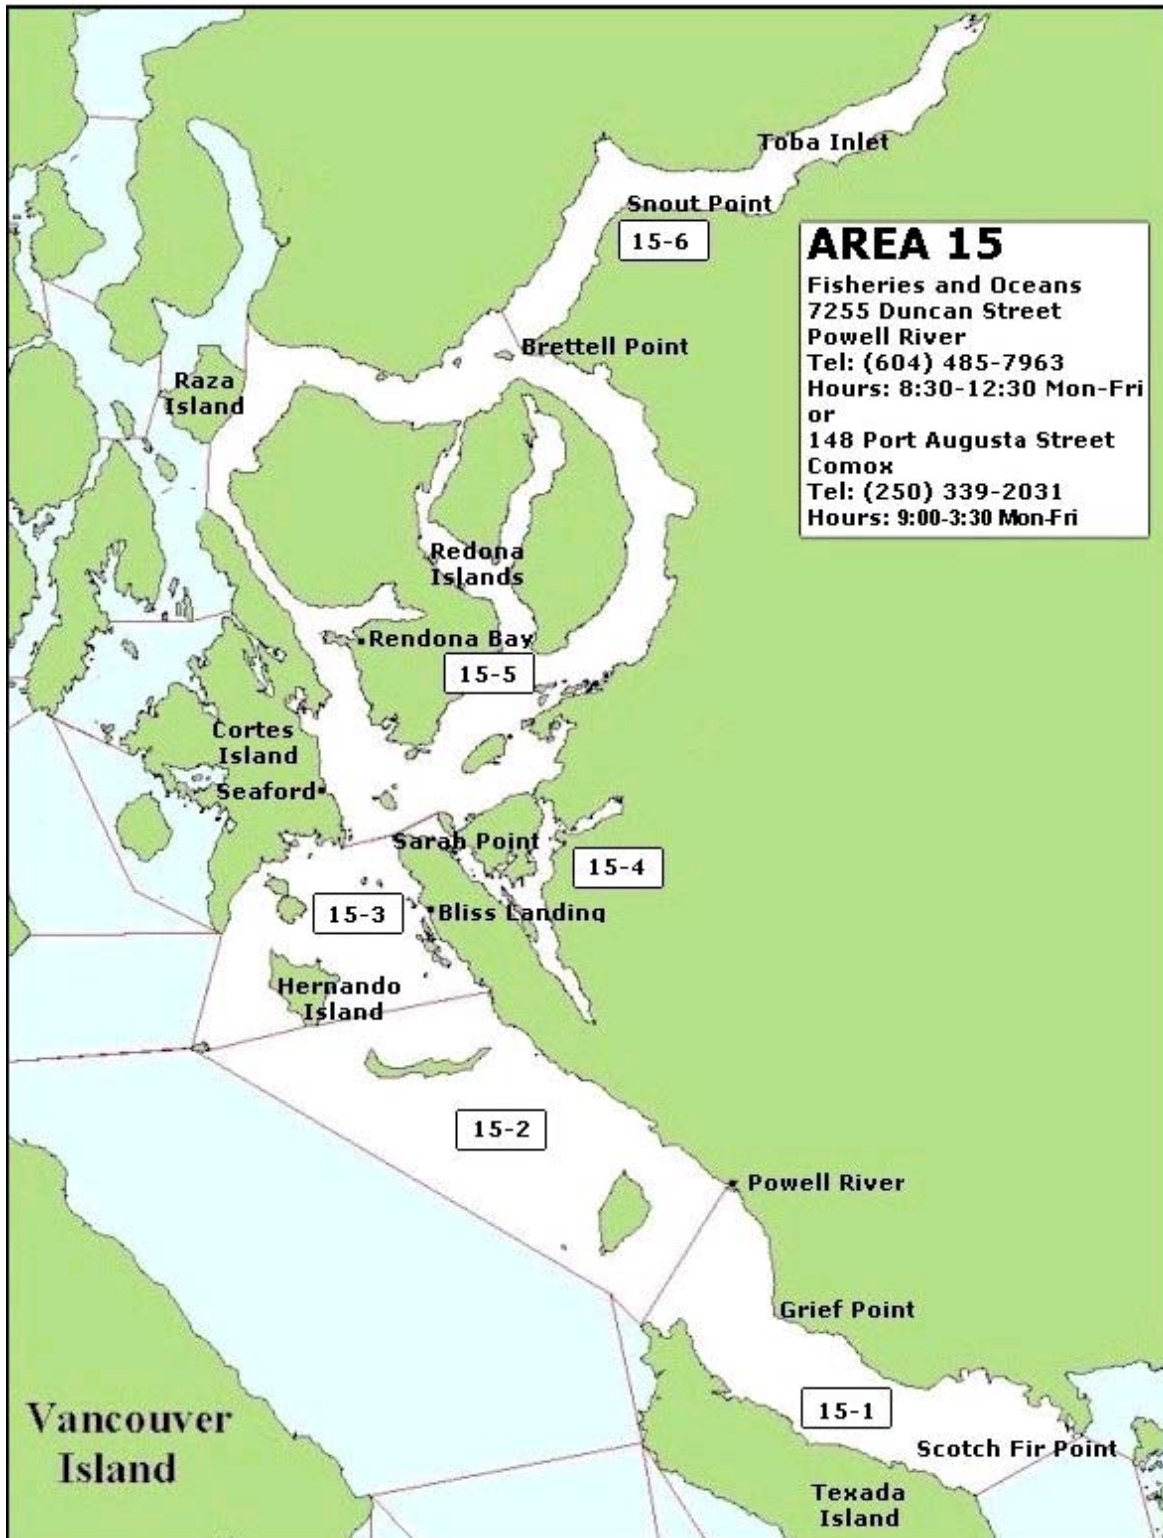 Toba Inlet
Snout Point
15-6
AREA 15
Fisheries and Oceans
7255 Duncan Street
Powell River
Tel: (604) 485-7963
Hours: 8:30-12:30 Mon-Fri
or
148 Port Augusta Street
Comox
Tel: (250) 339-2031
Hours: 9:00-3:30 Mon-Fri
Brettell Point
Raza
Island
Redona
Islands
Rendona Bay
15-5
Cortes
Island
Seaford
Sarah Point
15-4
15-3
Bliss Landing
Hernando
Island
15-2
Powell River
Grief Point
15-1
Scotch Fir Point
Vancouver
Island
Texada
Island